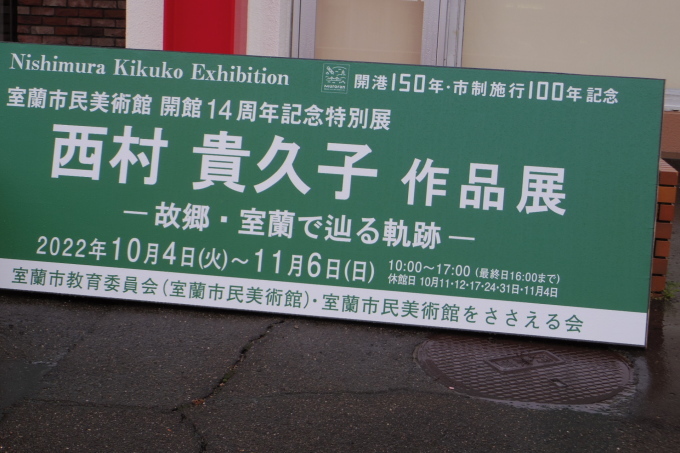 Nishimura Kikuko Exhibition
開港150年・市制施行100年記念
室蘭市民美術館 開館14周年記念特別展
西村 貴久子 作品展
―故郷・室蘭で辿る軌跡―
2022年10月4日(火)～11月6日(日)
10:00～17:00（最終日16:00まで）
休館日 10月11・12・17・24・31日・11月4日
室蘭市教育委員会（室蘭市民美術館）・室蘭市民美術館をささえる会